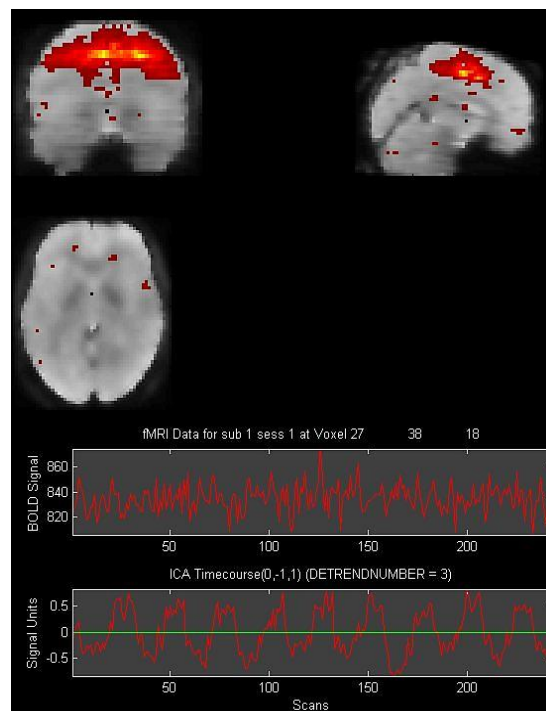 fMRI Data for sub 1 sess 1 at Voxel 27 38 18
BOLD Signal
860
840
820
50 100 150 200
Scans
ICA Timecourse(0,-1,1) (DETRENDNUMBER = 3)
Signal Units
0.5
0
-0.5
50 100 150 200
Scans